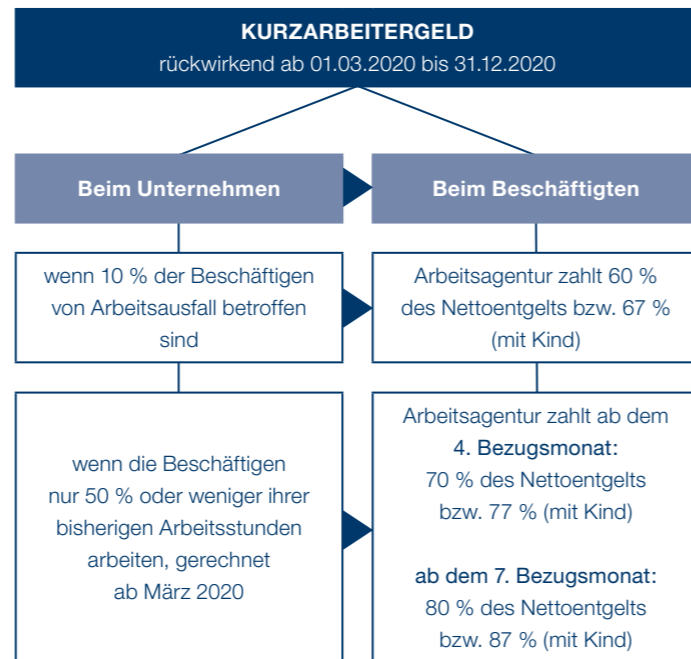 KURZARBEITERGELD
rückwirkend ab 01.03.2020 bis 31.12.2020
Beim Unternehmen
Beim Beschäftigten
wenn 10 % der Beschäftigen
von Arbeitsausfall betroffen
sind
Arbeitsagentur zahlt 60 %
des Nettoentgelts bzw. 67 %
(mit Kind)
wenn die Beschäftigen
nur 50 % oder weniger ihrer
bisherigen Arbeitsstunden
arbeiten, gerechnet
ab März 2020
Arbeitsagentur zahlt ab dem
4. Bezugsmonat:
70 % des Nettoentgelts
bzw. 77 % (mit Kind)
ab dem 7. Bezugsmonat:
80 % des Nettoentgelts
bzw. 87 % (mit Kind)